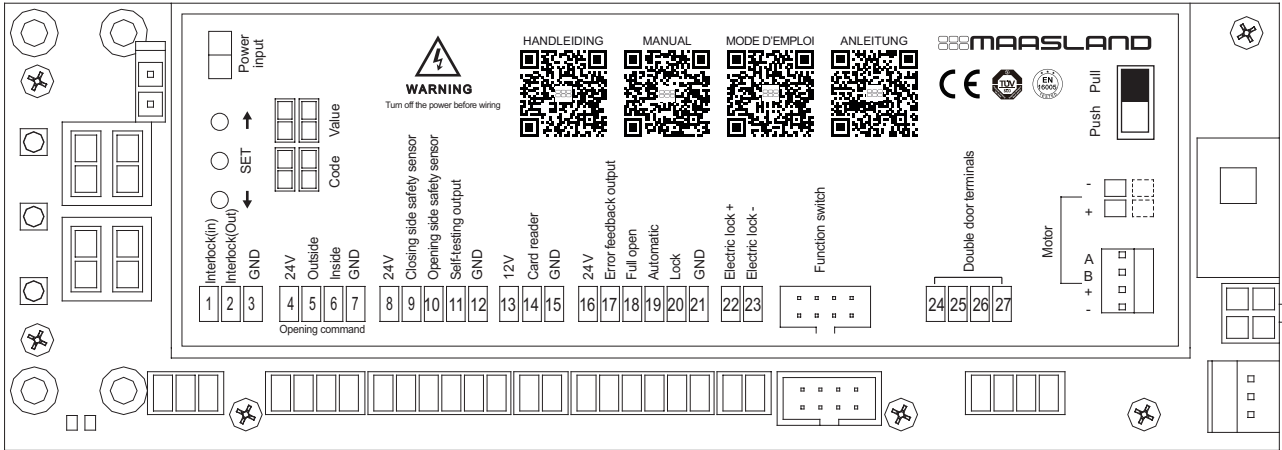 Power
input
SET
Value
Code
WARNING
Turn off the power before wiring
HANDLEIDING
MANUAL
MODE D'EMPLOI
ANLEITUNG
MAASLAND
CE
TÜV
EN
16005
Push Pull
Interlock(in)
Interlock(Out)
GND
24V
Outside
Inside
GND
24V
Closing side safety sensor
Opening side safety sensor
Self-testing output
GND
12V
Card reader
GND
24V
Error feedback output
Full open
Automatic
Lock
GND
Electric lock +
Electric lock -
Function switch
Double door terminals
Motor
-
+
A
B
+
-
1 2 3 4 5 6 7 8 9 10 11 12 13 14 15 16 17 18 19 20 21 22 23 24 25 26 27
Opening command